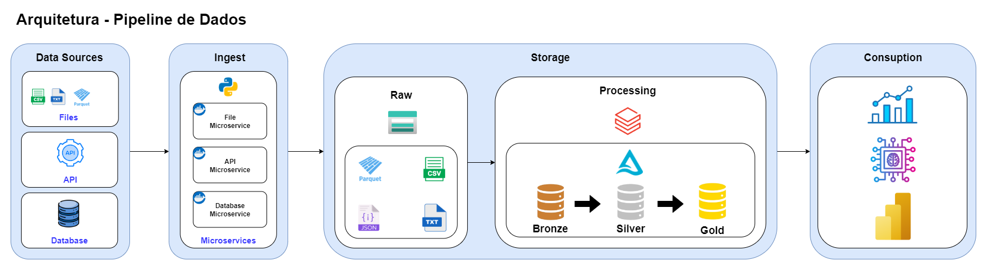 Arquitetura - Pipeline de Dados
Data Sources
CSV
TXT
Parquet
Files
API
API
Database
Ingest
File
Microservice
API
Microservice
Database
Microservice
Microservices
Storage
Raw
Parquet
CSV
JSON
TXT
Processing
Bronze
Silver
Gold
Consuption